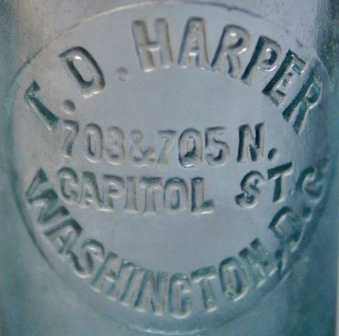 T. D. HARPER
703 & 705 N.
CAPITOL ST.
WASHINGTON, D.C.